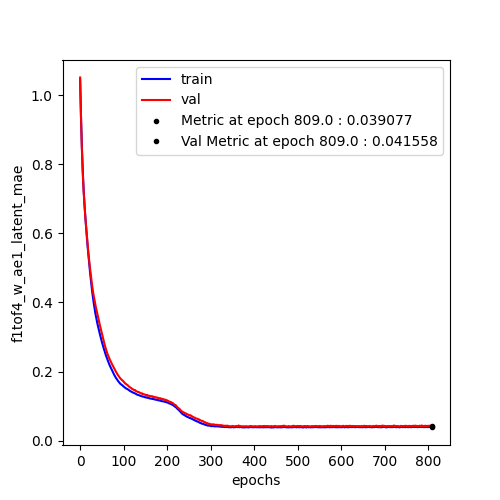 train
val
Metric at epoch 809.0 : 0.039077
Val Metric at epoch 809.0 : 0.041558
f1tof4_w_ae1_latent_mae
1.0
0.8
0.6
0.4
0.2
0.0
0 100 200 300 400 500 600 700 800
epochs